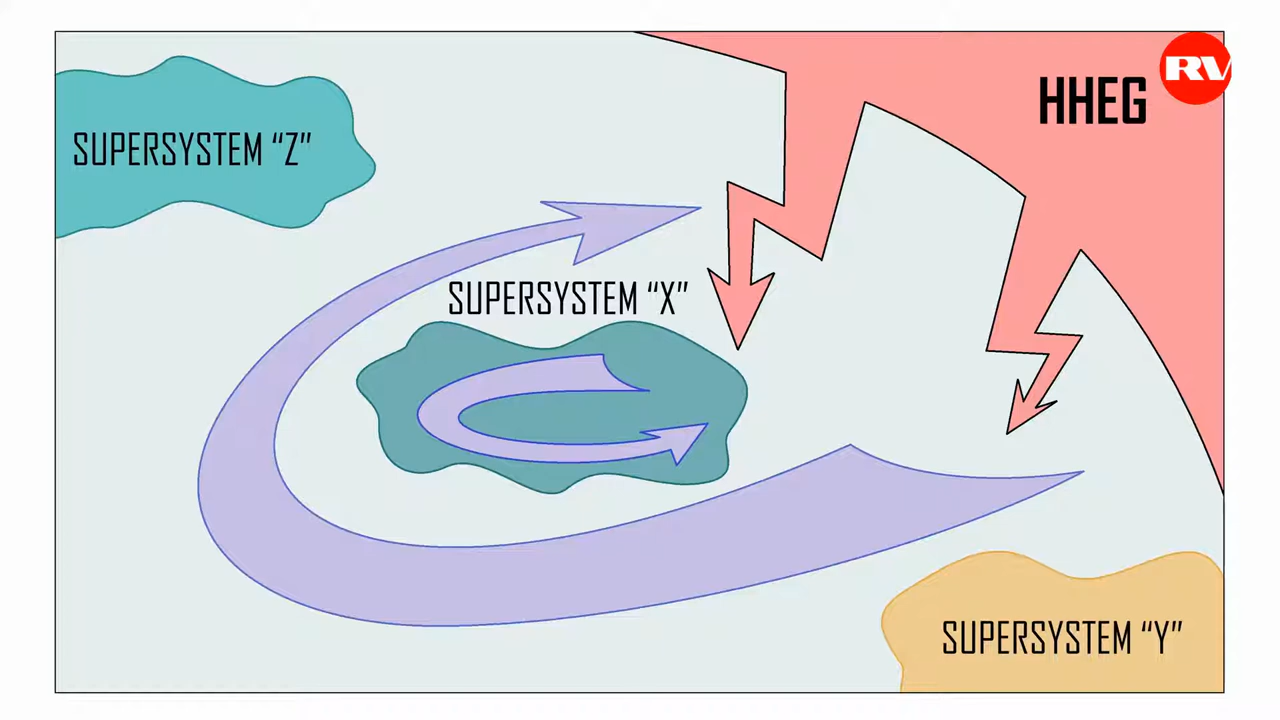 RV
HHEG
SUPERSYSTEM “Z”
SUPERSYSTEM “X”
SUPERSYSTEM “Y”